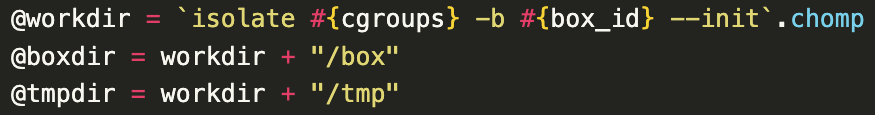 @workdir = `isolate #{cgroups} -b #{box_id} --init`.chomp
@boxdir = workdir + "/box"
@tmpdir = workdir + "/tmp"